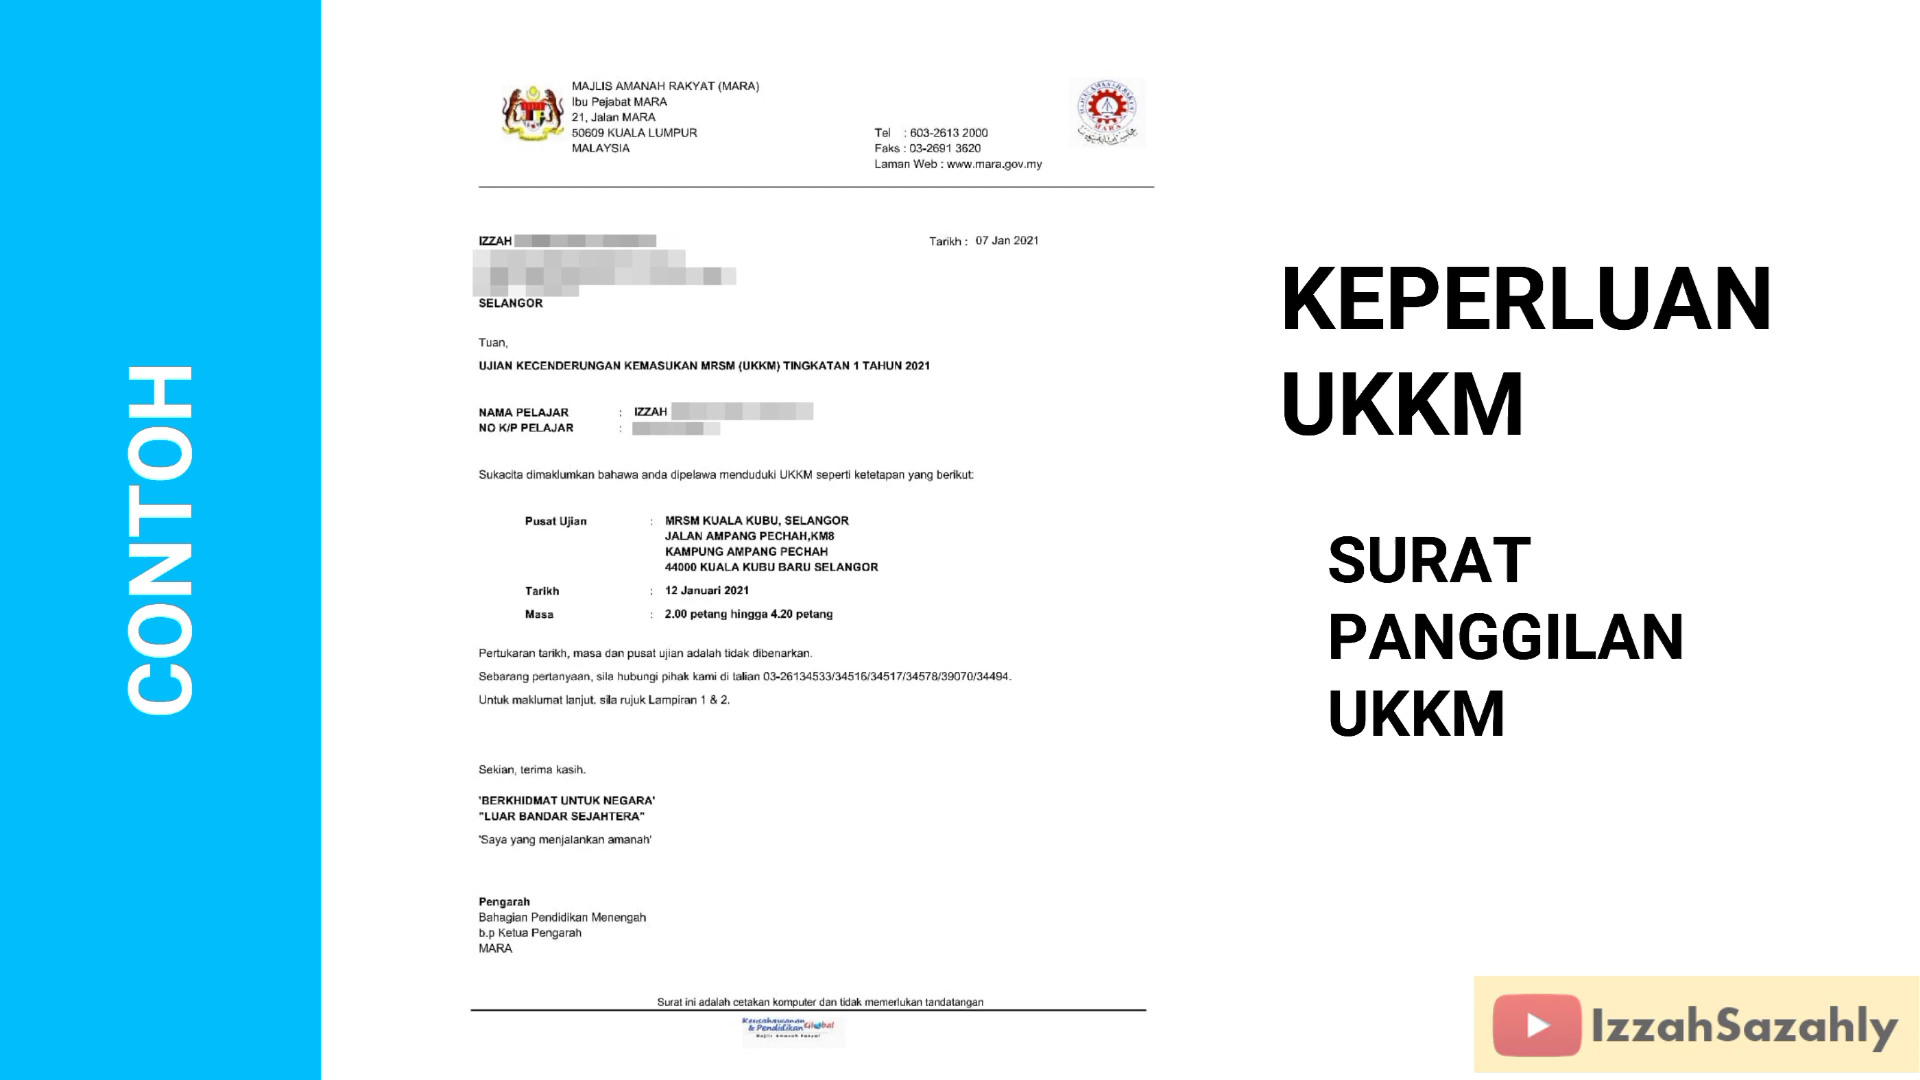 CONTOH
MAJLIS AMANAH RAKYAT (MARA)
Ibu Pejabat MARA
21, Jalan MARA
50609 KUALA LUMPUR
MALAYSIA
Tel : 603-2613 2000
Faks : 03-2691 3620
Laman Web : www.mara.gov.my
MARA
IZZAH
Tarikh : 07 Jan 2021
SELANGOR
Tuan,
UJIAN KECENDERUNGAN KEMASUKAN MRSM (UKKM) TINGKATAN 1 TAHUN 2021
NAMA PELAJAR : IZZAH
NO K/P PELAJAR :
Sukacita dimaklumkan bahawa anda dipelawa menduduki UKKM seperti ketetapan yang berikut:
Pusat Ujian : MRSM KUALA KUBU, SELANGOR
JALAN AMPANG PECHAH,KM8
KAMPUNG AMPANG PECHAH
44000 KUALA KUBU BARU SELANGOR
Tarikh : 12 Januari 2021
Masa : 2.00 petang hingga 4.20 petang
Pertukaran tarikh, masa dan pusat ujian adalah tidak dibenarkan.
Sebarang pertanyaan, sila hubungi pihak kami di talian 03-26134533/34516/34517/34578/39070/34494.
Untuk maklumat lanjut. sila rujuk Lampiran 1 & 2.
Sekian, terima kasih.
'BERKHIDMAT UNTUK NEGARA'
"LUAR BANDAR SEJAHTERA"
'Saya yang menjalankan amanah'
Pengarah
Bahagian Pendidikan Menengah
b.p Ketua Pengarah
MARA
Surat ini adalah cetakan komputer dan tidak memerlukan tandatangan
Keusahawanan
& Pendidikan Global
Majlis Amanah Rakyat
KEPERLUAN
UKKM
SURAT
PANGGILAN
UKKM
IzzahSazahly